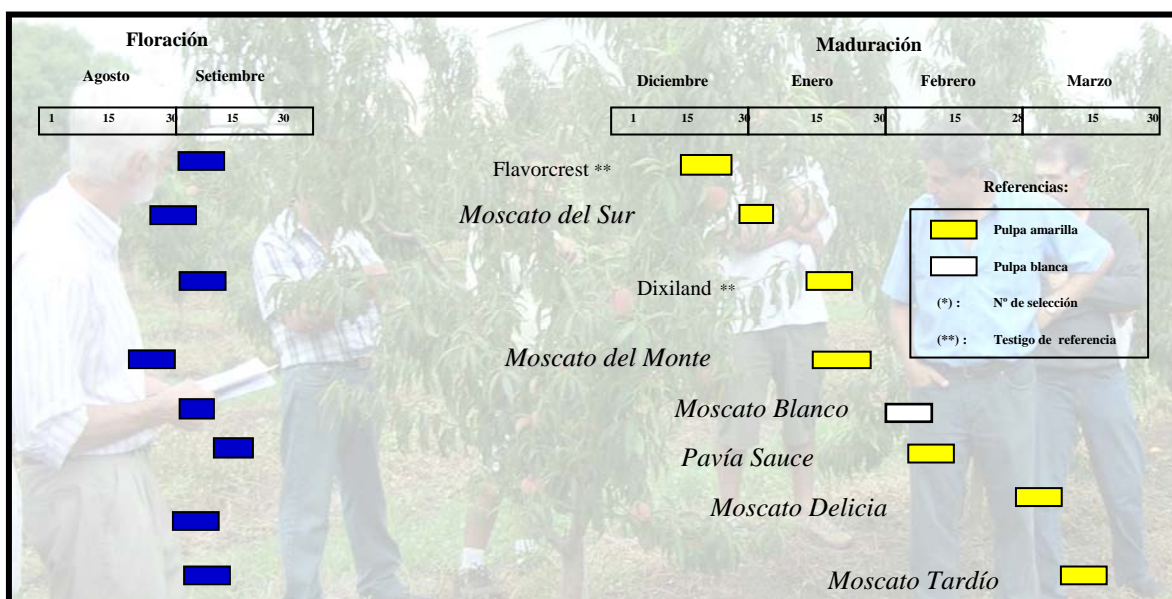 Floración
Maduración
Agosto Setiembre
Diciembre Enero Febrero Marzo
1 15 30 15 30
1 15 30 15 30 15 28 15 30
Flavorcrest **
Moscato del Sur
Dixiland **
Moscato del Monte
Moscato Blanco
Pavía Sauce
Moscato Delicia
Moscato Tardío
Referencias:
Pulpa amarilla
Pulpa blanca
(*) : Nº de selección
(**) : Testigo de referencia